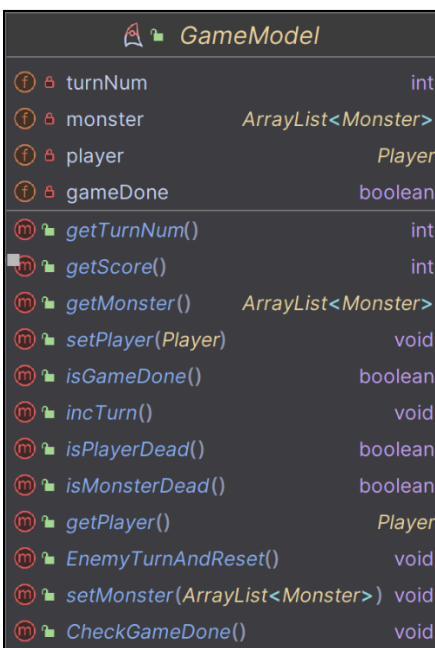 GameModel
f turnNum int
f monster ArrayList<Monster>
f player Player
f gameDone boolean
m getTurnNum() int
m getScore() int
m getMonster() ArrayList<Monster>
m setPlayer(Player) void
m isGameDone() boolean
m incTurn() void
m isPlayerDead() boolean
m isMonsterDead() boolean
m getPlayer() Player
m EnemyTurnAndReset() void
m setMonster(ArrayList<Monster>) void
m CheckGameDone() void